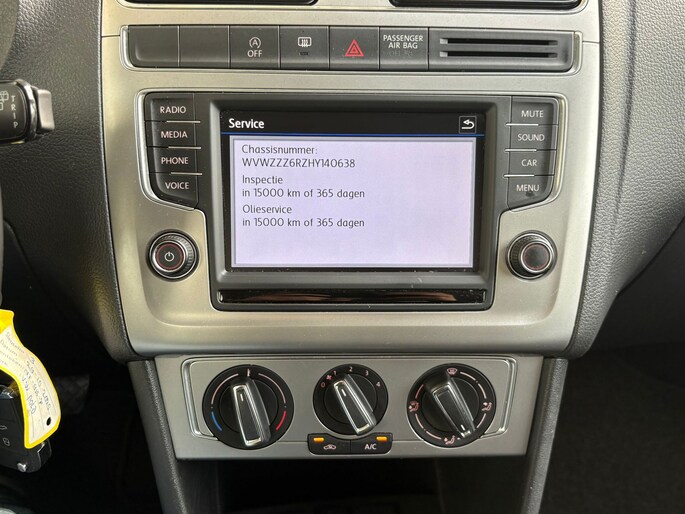 OFF
PASSENGER
AIR BAG
RADIO
MEDIA
PHONE
VOICE
Service
Chassisnummer:
WVWZZZ6RZHY140638
Inspectie
in 15000 km of 365 dagen
Olieservice
in 15000 km of 365 dagen
MUTE
SOUND
CAR
MENU
TRIP
A/C